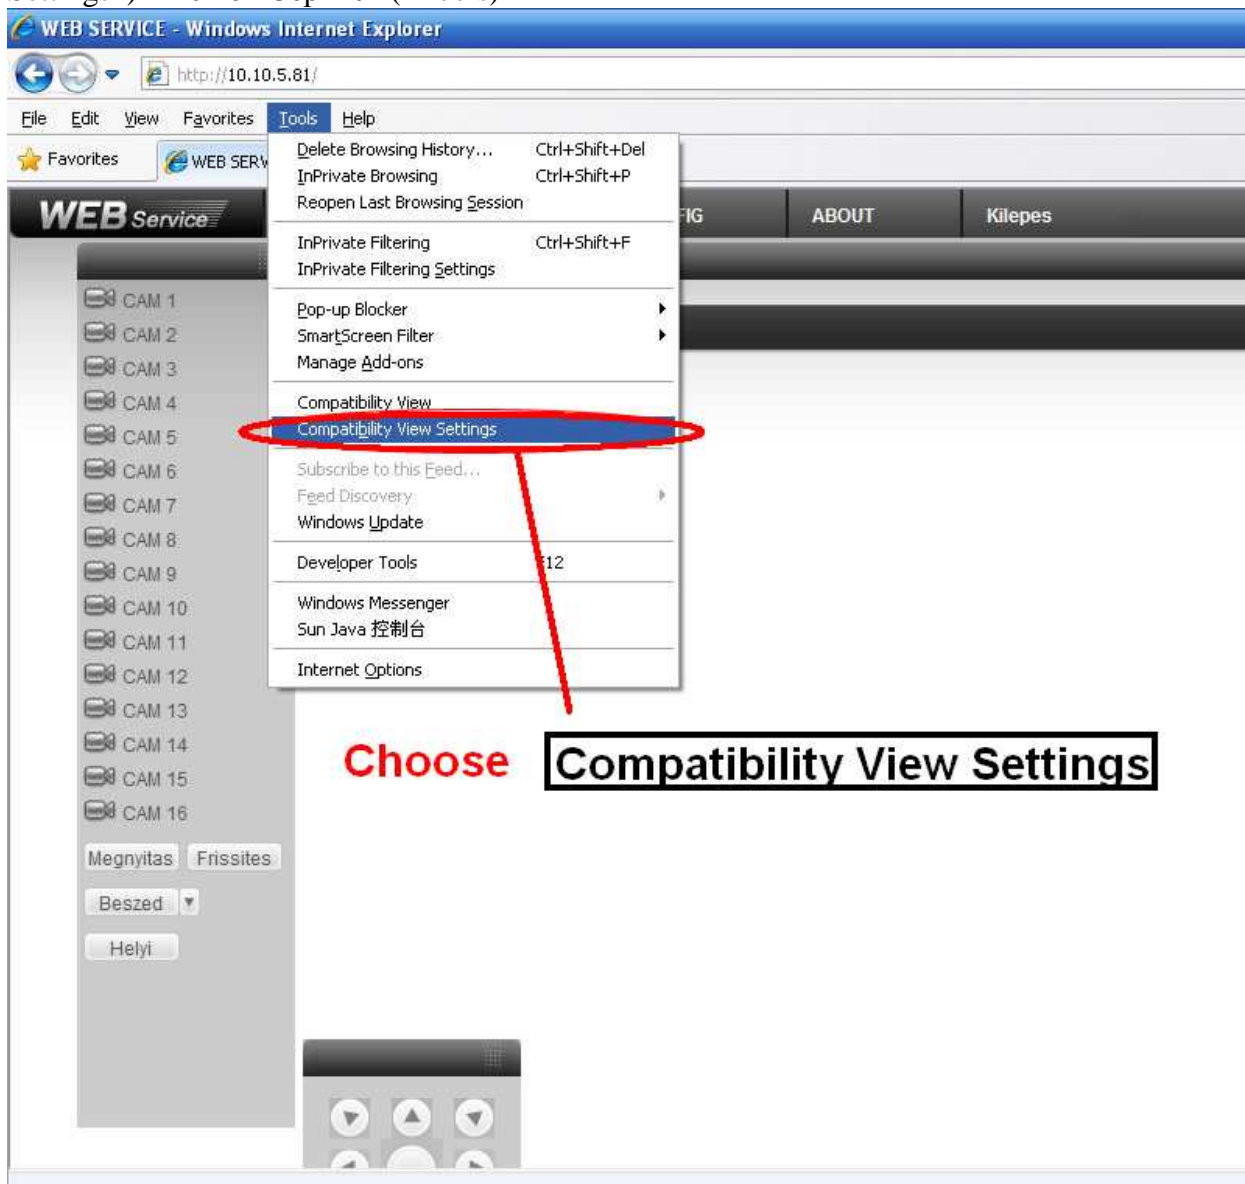 WEB SERVICE - Windows Internet Explorer
http://10.10.5.81/
File Edit View Favorites Tools Help
Favorites WEB SERV
Delete Browsing History... Ctrl+Shift+Del
InPrivate Browsing Ctrl+Shift+P
Reopen Last Browsing Session
InPrivate Filtering Ctrl+Shift+F
InPrivate Filtering Settings
Pop-up Blocker
SmartScreen Filter
Manage Add-ons
Compatibility View
Compatibility View Settings
Subscribe to this Feed...
Feed Discovery
Windows Update
Developer Tools F12
Windows Messenger
Sun Java 控制台
Internet Options
WEB Service FIG ABOUT Kilepes
CAM 1
CAM 2
CAM 3
CAM 4
CAM 5
CAM 6
CAM 7
CAM 8
CAM 9
CAM 10
CAM 11
CAM 12
CAM 13
CAM 14
CAM 15
CAM 16
Megnyitas Frissites
Beszed
Helyi
Choose Compatibility View Settings